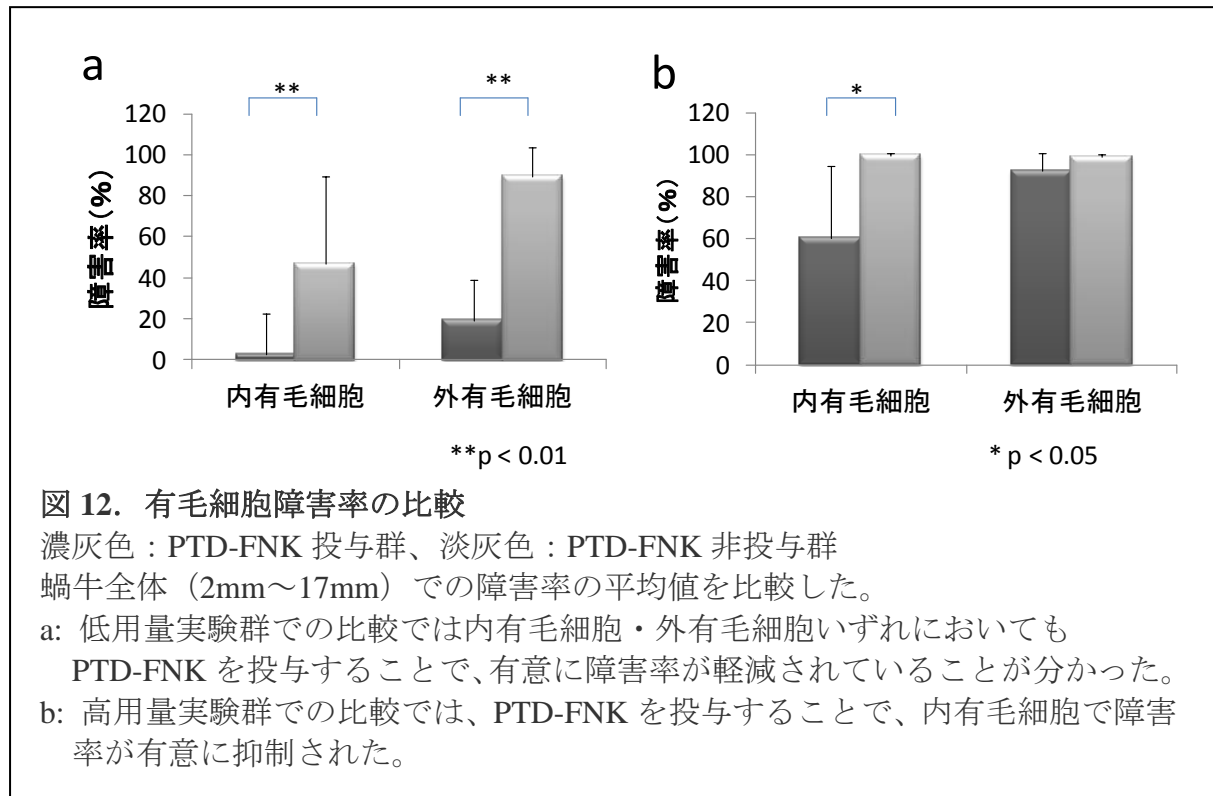 a
**
**
120
100
80
60
40
20
0
障害率(%)
内有毛細胞
外有毛細胞
**p < 0.01
b
*
120
100
80
60
40
20
0
障害率(%)
内有毛細胞
外有毛細胞
* p < 0.05
図 12. 有毛細胞障害率の比較
濃灰色：PTD-FNK 投与群、淡灰色：PTD-FNK 非投与群
蝸牛全体（2mm～17mm）での障害率の平均値を比較した。
a: 低用量実験群での比較では内有毛細胞・外有毛細胞いずれにおいても
PTD-FNK を投与することで、有意に障害率が軽減されていることが分かった。
b: 高用量実験群での比較では、PTD-FNK を投与することで、内有毛細胞で障害
率が有意に抑制された。